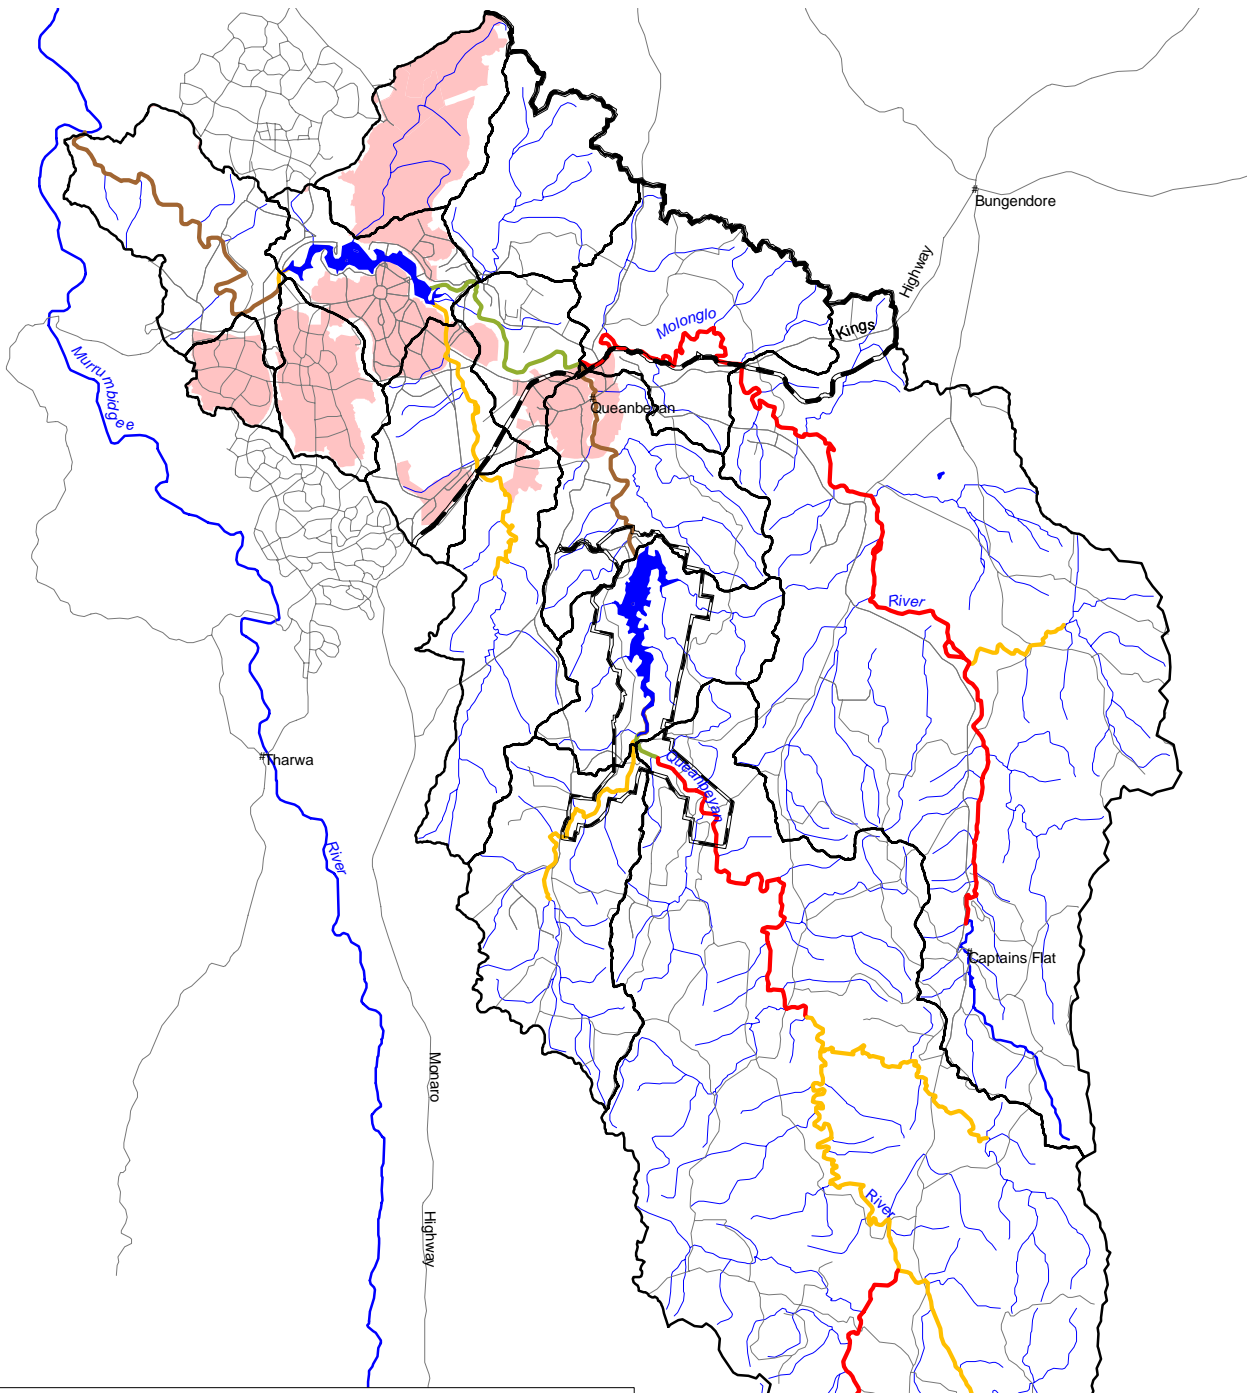 Bungendore
Highway
Molonglo
Kings
Murrumbidgee
Queanbeyan
River
Tharwa
Queanbeyan
River
Captains Flat
Monaro
River
Highway